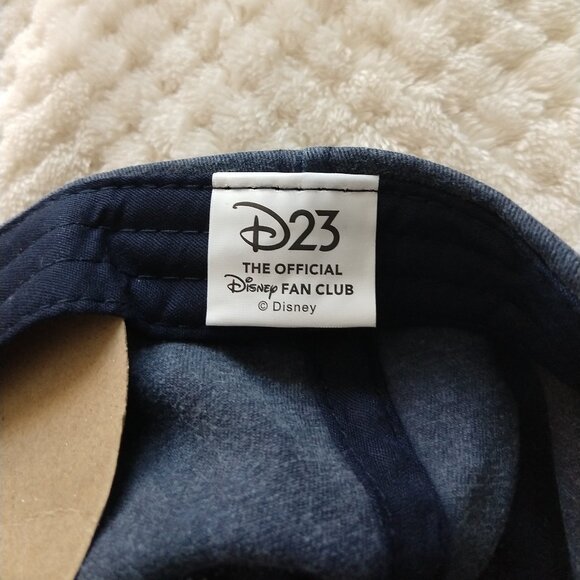 D23
THE OFFICIAL
Disney FAN CLUB
© Disney